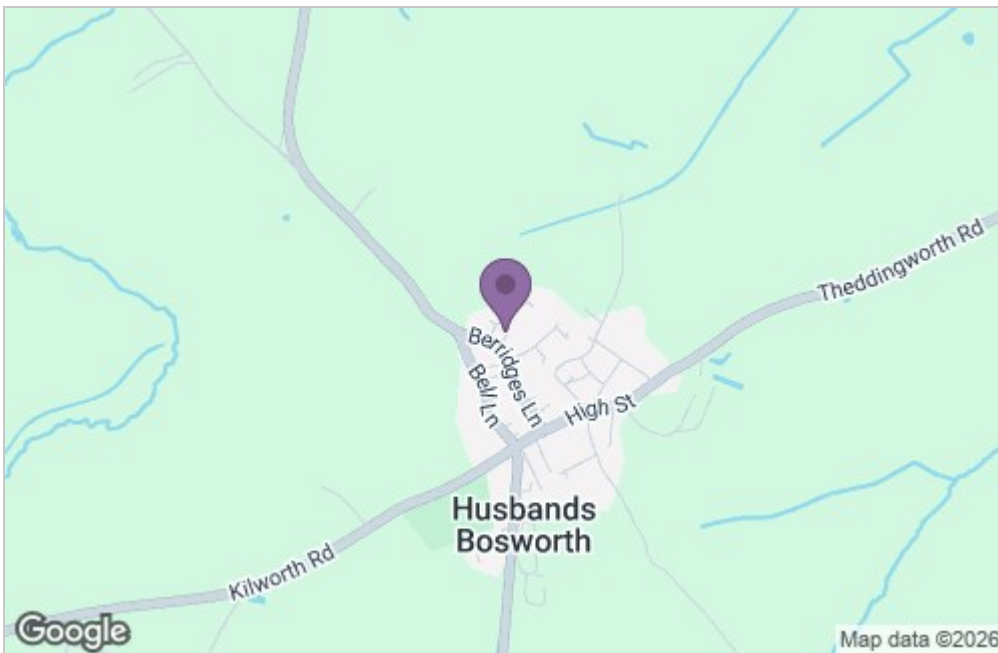 Theddingworth Rd
Berridges Ln
Bell Ln
High St
Husbands
Bosworth
Kilworth Rd
Google
Map data ©2026